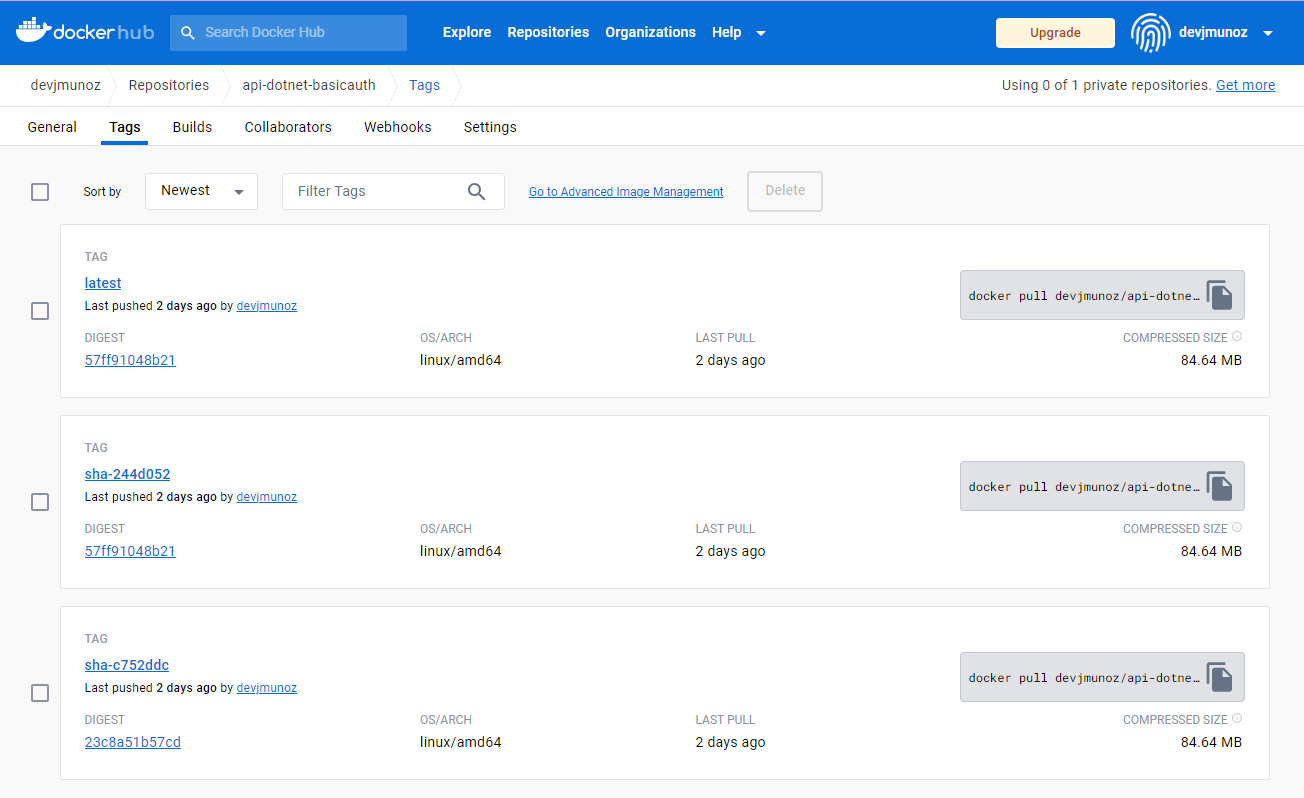 docker hub Search Docker Hub Explore Repositories Organizations Help Upgrade devjmunoz
devjmunoz Repositories api-dotnet-basicauth Tags Using 0 of 1 private repositories. Get more
General Tags Builds Collaborators Webhooks Settings
Sort by Newest Filter Tags Go to Advanced Image Management Delete
TAG
latest
Last pushed 2 days ago by devjmunoz
docker pull devjmunoz/api-dotne…
DIGEST OS/ARCH LAST PULL COMPRESSED SIZE
57ff91048b21 linux/amd64 2 days ago 84.64 MB
TAG
sha-244d052
Last pushed 2 days ago by devjmunoz
docker pull devjmunoz/api-dotne…
DIGEST OS/ARCH LAST PULL COMPRESSED SIZE
57ff91048b21 linux/amd64 2 days ago 84.64 MB
TAG
sha-c752ddc
Last pushed 2 days ago by devjmunoz
docker pull devjmunoz/api-dotne…
DIGEST OS/ARCH LAST PULL COMPRESSED SIZE
23c8a51b57cd linux/amd64 2 days ago 84.64 MB